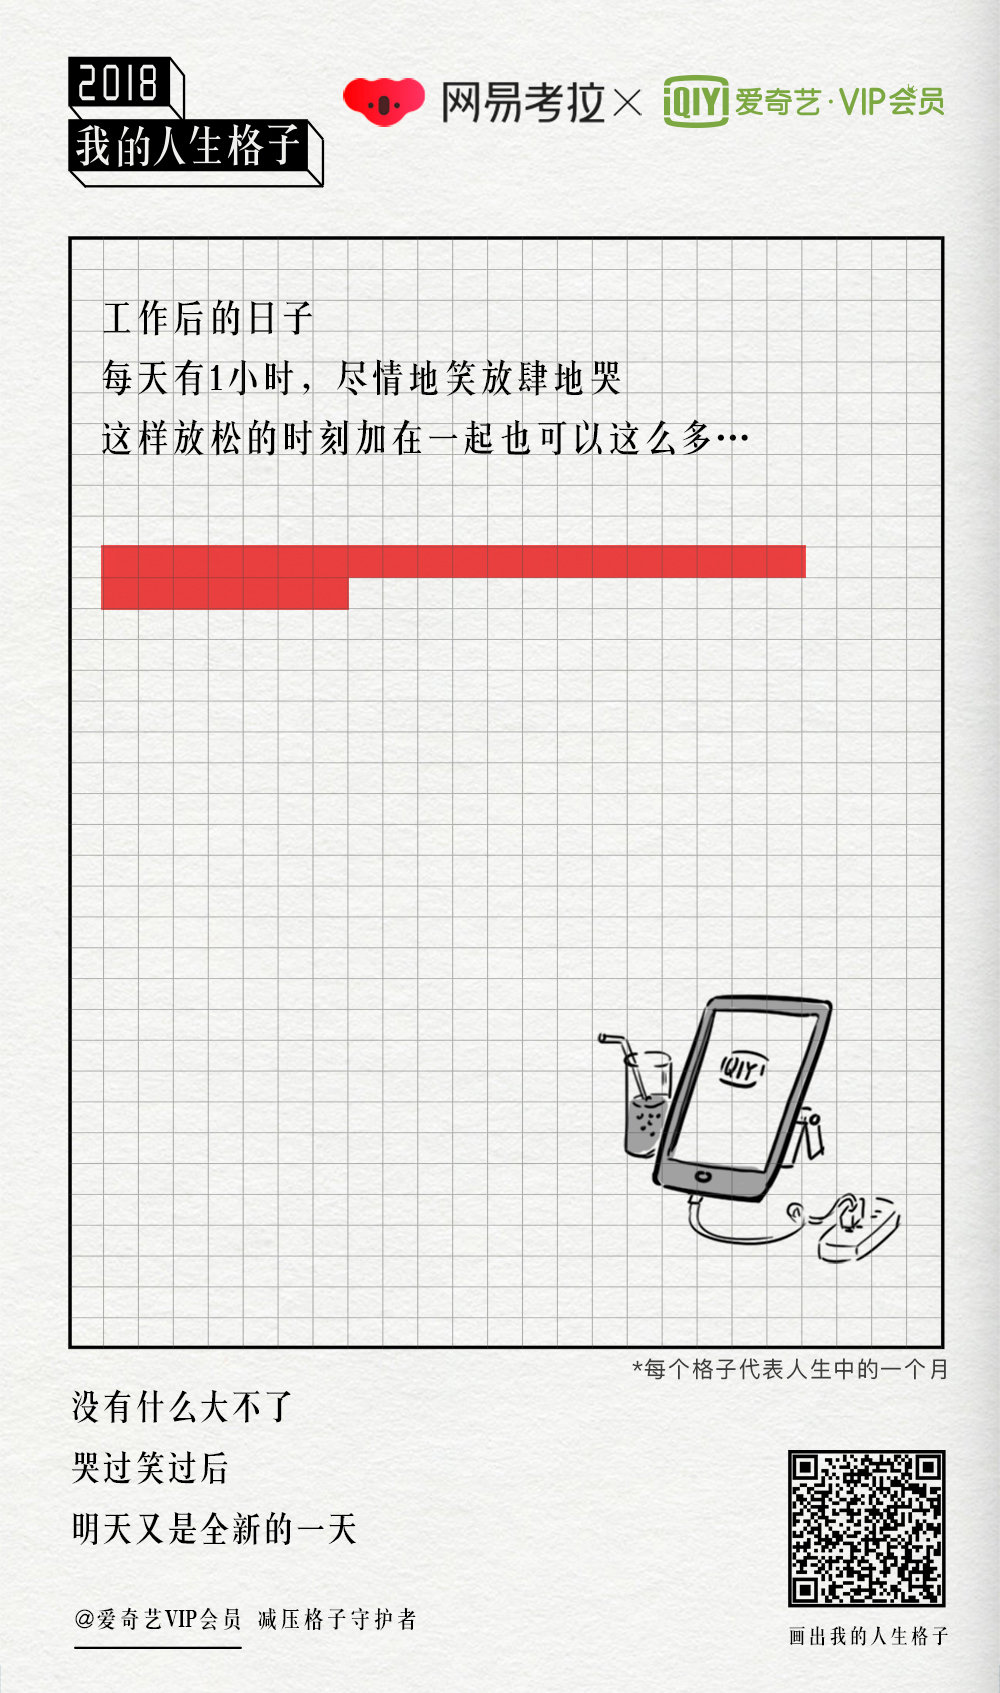 2018
我的人生格子
网易考拉×iQIYI爱奇艺·VIP会员
工作后的日子
每天有1小时，尽情地笑放肆地哭
这样放松的时刻加在一起也可以这么多…
iQIYI
*每个格子代表人生中的一个月
没有什么大不了
哭过笑过后
明天又是全新的一天
@爱奇艺VIP会员 减压格子守护者
画出我的人生格子